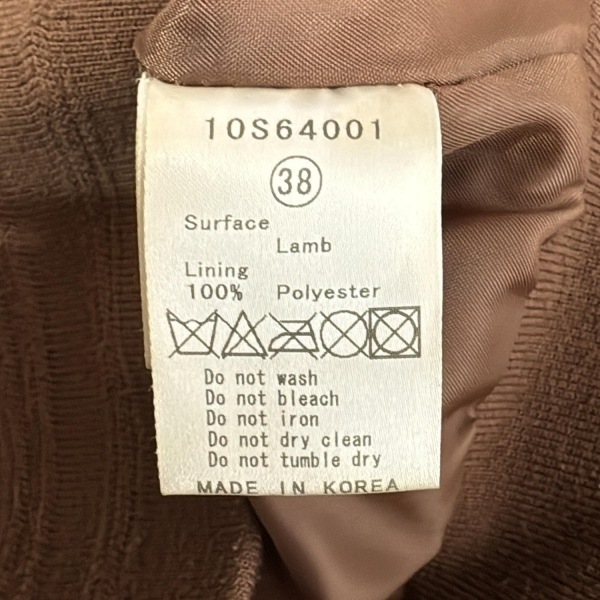 10S64001
38
Surface
Lamb
Lining
100% Polyester
Do not wash
Do not bleach
Do not iron
Do not dry clean
Do not tumble dry
MADE IN KOREA